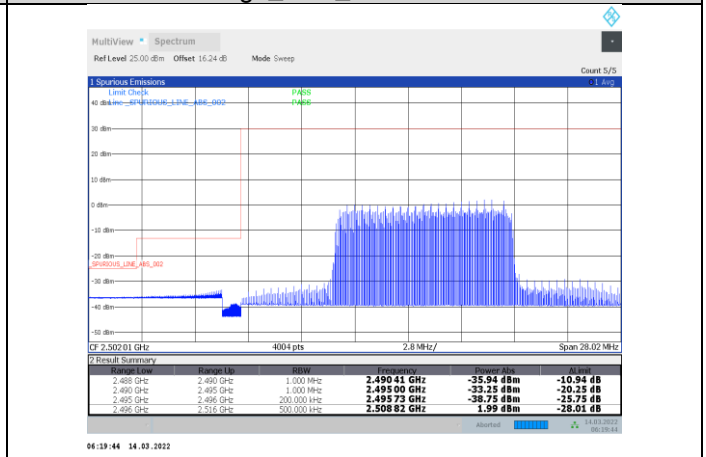 MultiView Spectrum
Ref Level 25.00 dBm Offset 16.24 dB Mode Sweep
Count 5/5
1 Spurious Emissions 1 Avg
Limit Check PASS
40 dBm Line _SPURIOUS_LINE_ABS_002 PASS
30 dBm
20 dBm
10 dBm
0 dBm
-10 dBm
-20 dBm
_SPURIOUS_LINE_ABS_002
-30 dBm
-40 dBm
-50 dBm
CF 2.50201 GHz 4004 pts 2.8 MHz/ Span 28.02 MHz
2 Result Summary
Range Low Range Up RBW Frequency Power Abs ΔLimit
2.488 GHz 2.490 GHz 1.000 MHz 2.49041 GHz -35.94 dBm -10.94 dB
2.490 GHz 2.495 GHz 1.000 MHz 2.49500 GHz -33.25 dBm -20.25 dB
2.495 GHz 2.496 GHz 200.000 kHz 2.49573 GHz -38.75 dBm -25.75 dB
2.496 GHz 2.516 GHz 500.000 kHz 2.50882 GHz 1.99 dBm -28.01 dB
Aborted 14.03.2022
06:19:44
06:19:44 14.03.2022